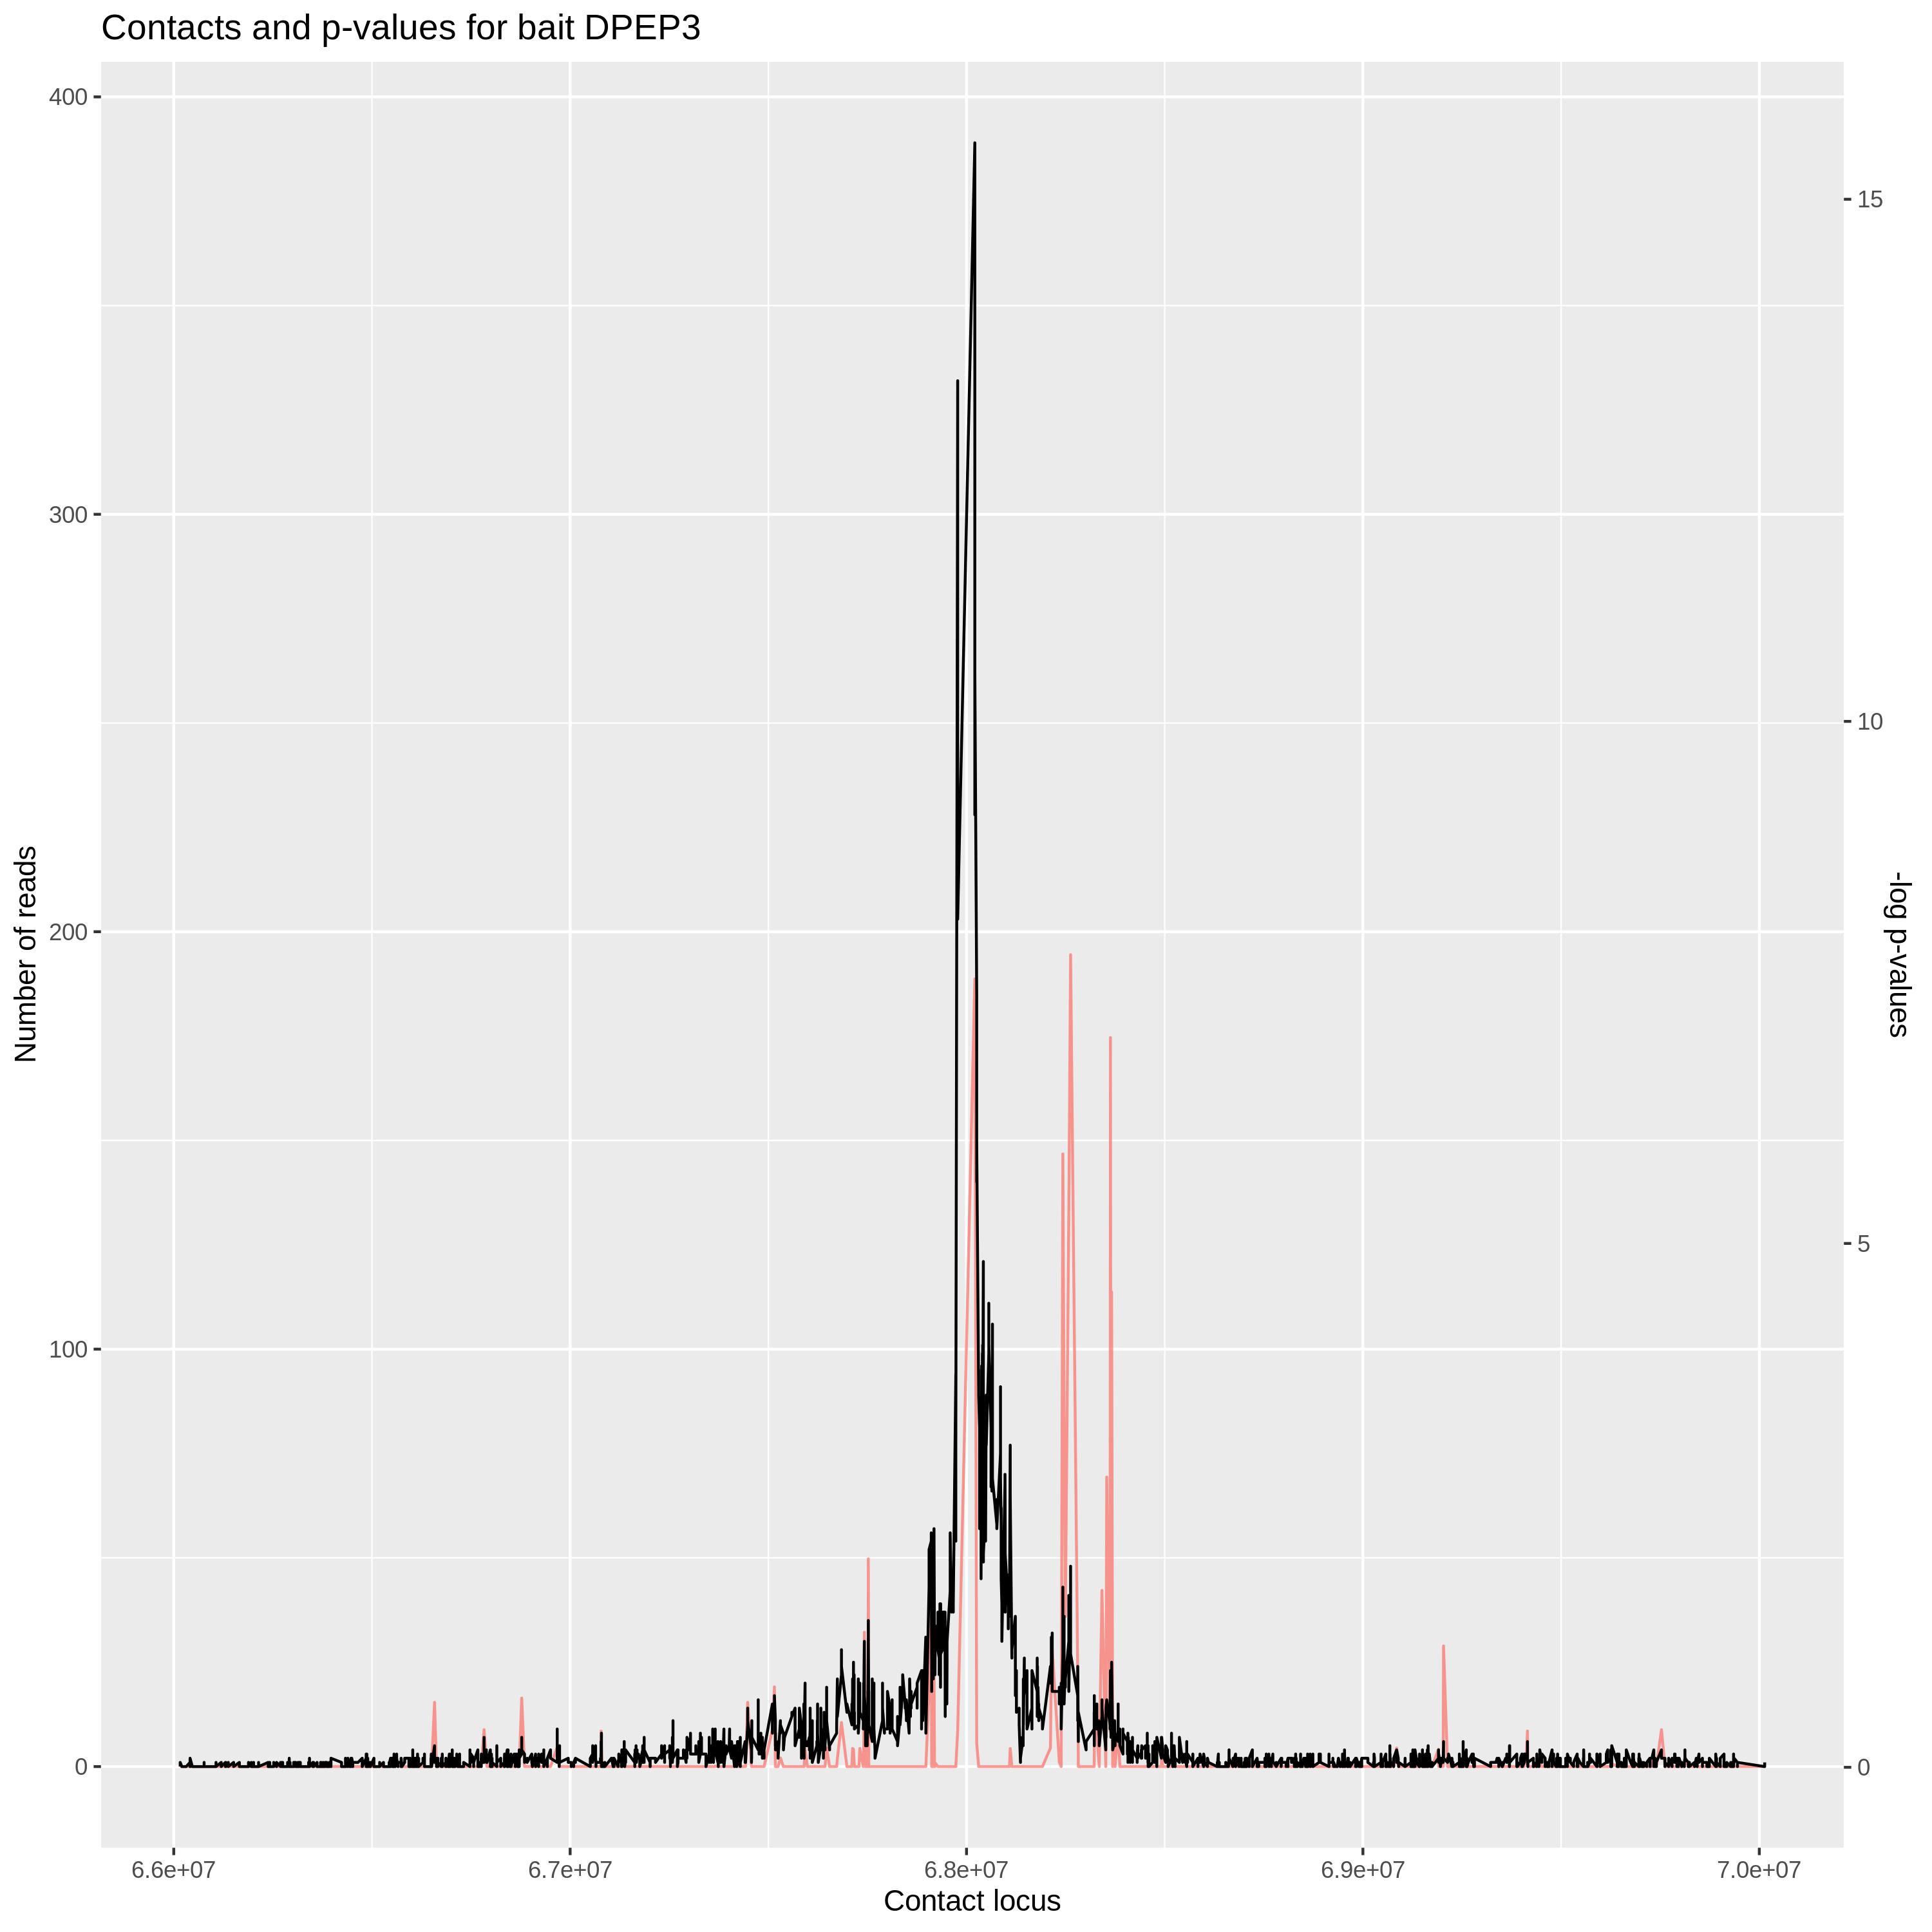 Contacts and p-values for bait DPEP3
400
300
200
100
0
Number of reads
15
10
5
0
-log p-values
6.6e+07
6.7e+07
6.8e+07
6.9e+07
7.0e+07
Contact locus